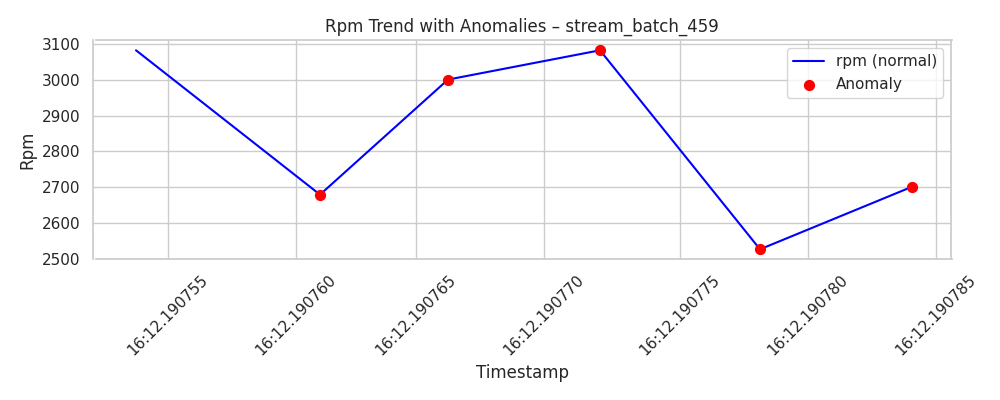 Rpm Trend with Anomalies – stream_batch_459
3100
3000
2900
2800
2700
2600
2500
Rpm
rpm (normal)
Anomaly
16:12.190755
16:12.190760
16:12.190765
16:12.190770
16:12.190775
16:12.190780
16:12.190785
Timestamp